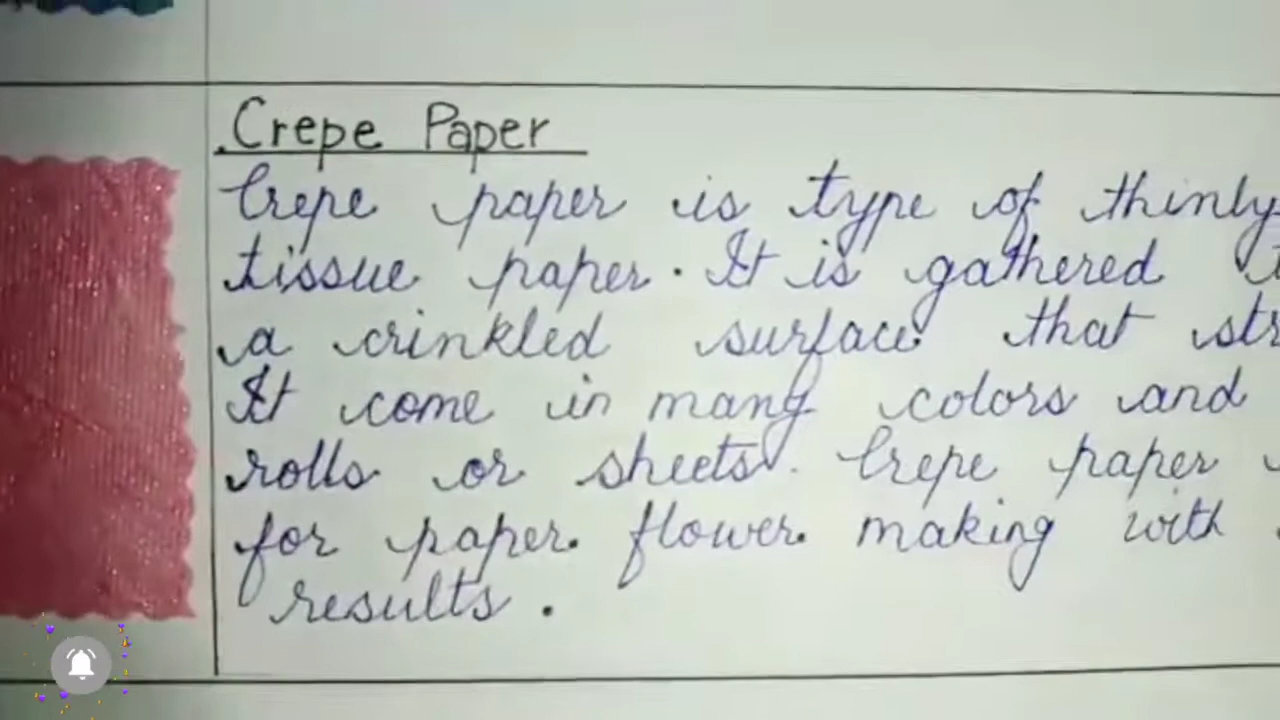 Crepe Paper
Crepe paper is type of thinly
tissue paper. It is gathered
a crinkled surface that
It come in many colors and
rolls or sheets. Crepe paper
for paper flower making with
results.